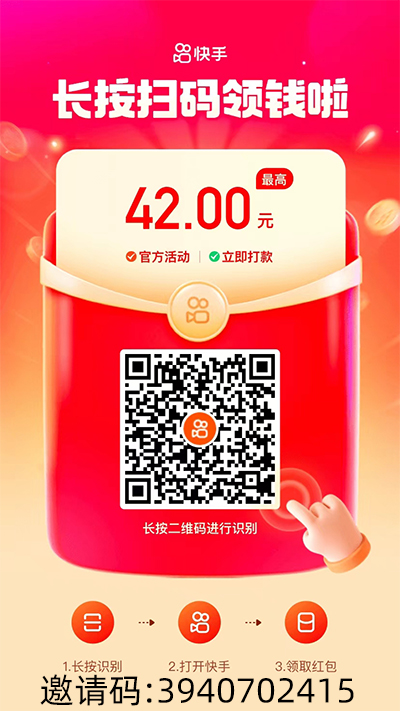 快手
长按扫码领钱啦
最高
42.00元
官方活动 | 立即打款
长按二维码进行识别
1.长按识别 2.打开快手 3.领取红包
邀请码:3940702415